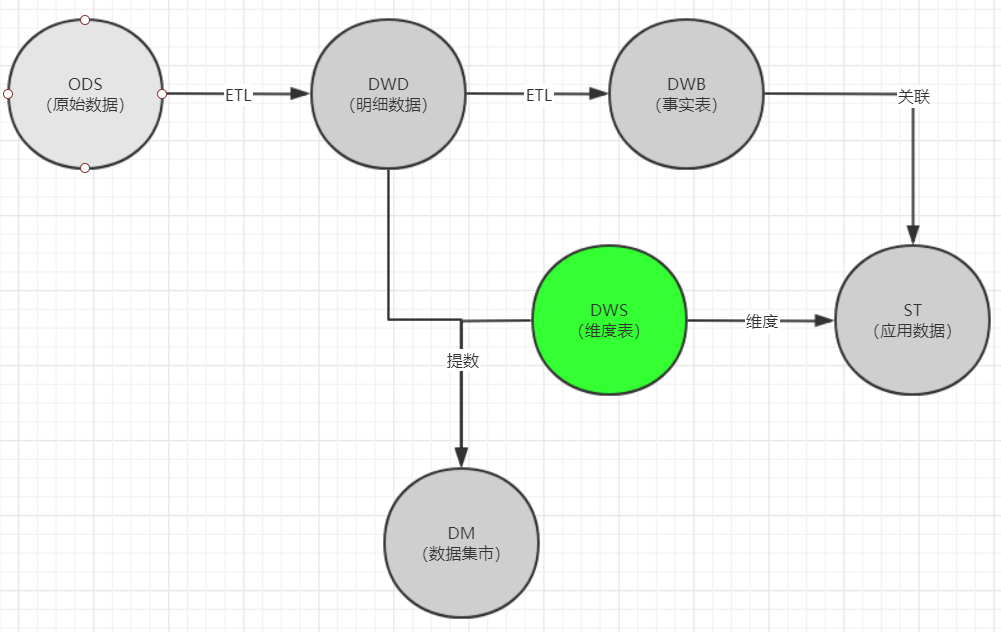 ODS
（原始数据）
ETL
DWD
（明细数据）
ETL
DWB
（事实表）
关联
DWS
（维度表）
维度
ST
（应用数据）
提数
DM
（数据集市）